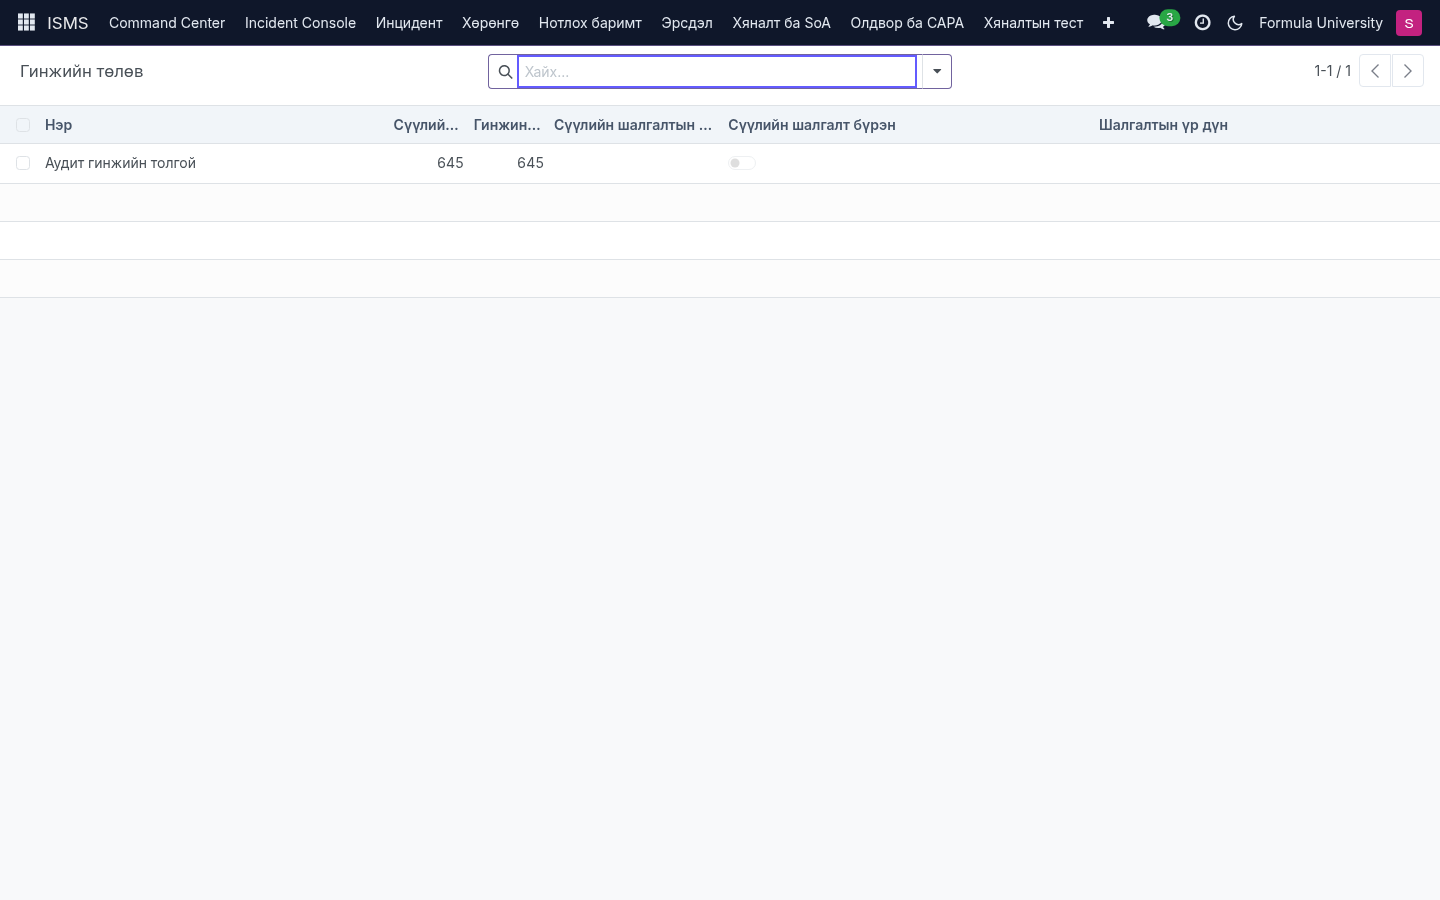 ISMS Command Center Incident Console Инцидент Хөрөнгө Нотлох баримт Эрсдэл Хяналт ба SoA Олдвор ба CAPA Хяналтын тест 3 Formula University S
Гинжийн төлөв Хайх... 1-1 / 1
Нэр Сүүлий... Гинжин... Сүүлийн шалгалтын ... Сүүлийн шалгалт бүрэн Шалгалтын үр дүн
Аудит гинжийн толгой 645 645